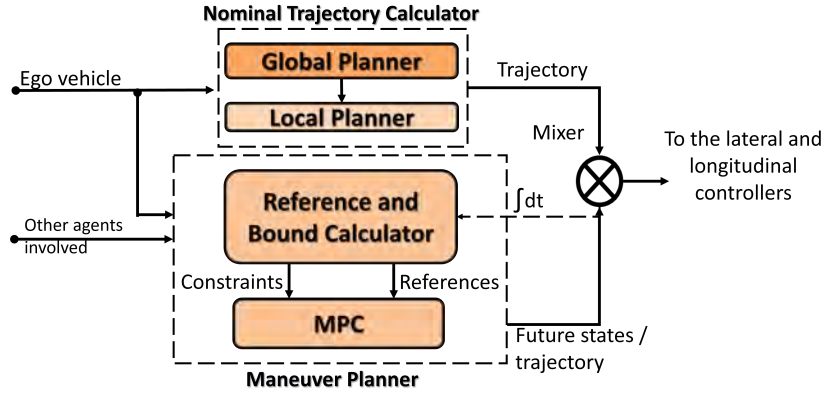 Nominal Trajectory Calculator
Global Planner
Local Planner
Ego vehicle
Trajectory
Mixer
To the lateral and
longitudinal
controllers
Other agents
involved
Reference and
Bound Calculator
∫dt
Constraints
References
MPC
Future states /
trajectory
Maneuver Planner